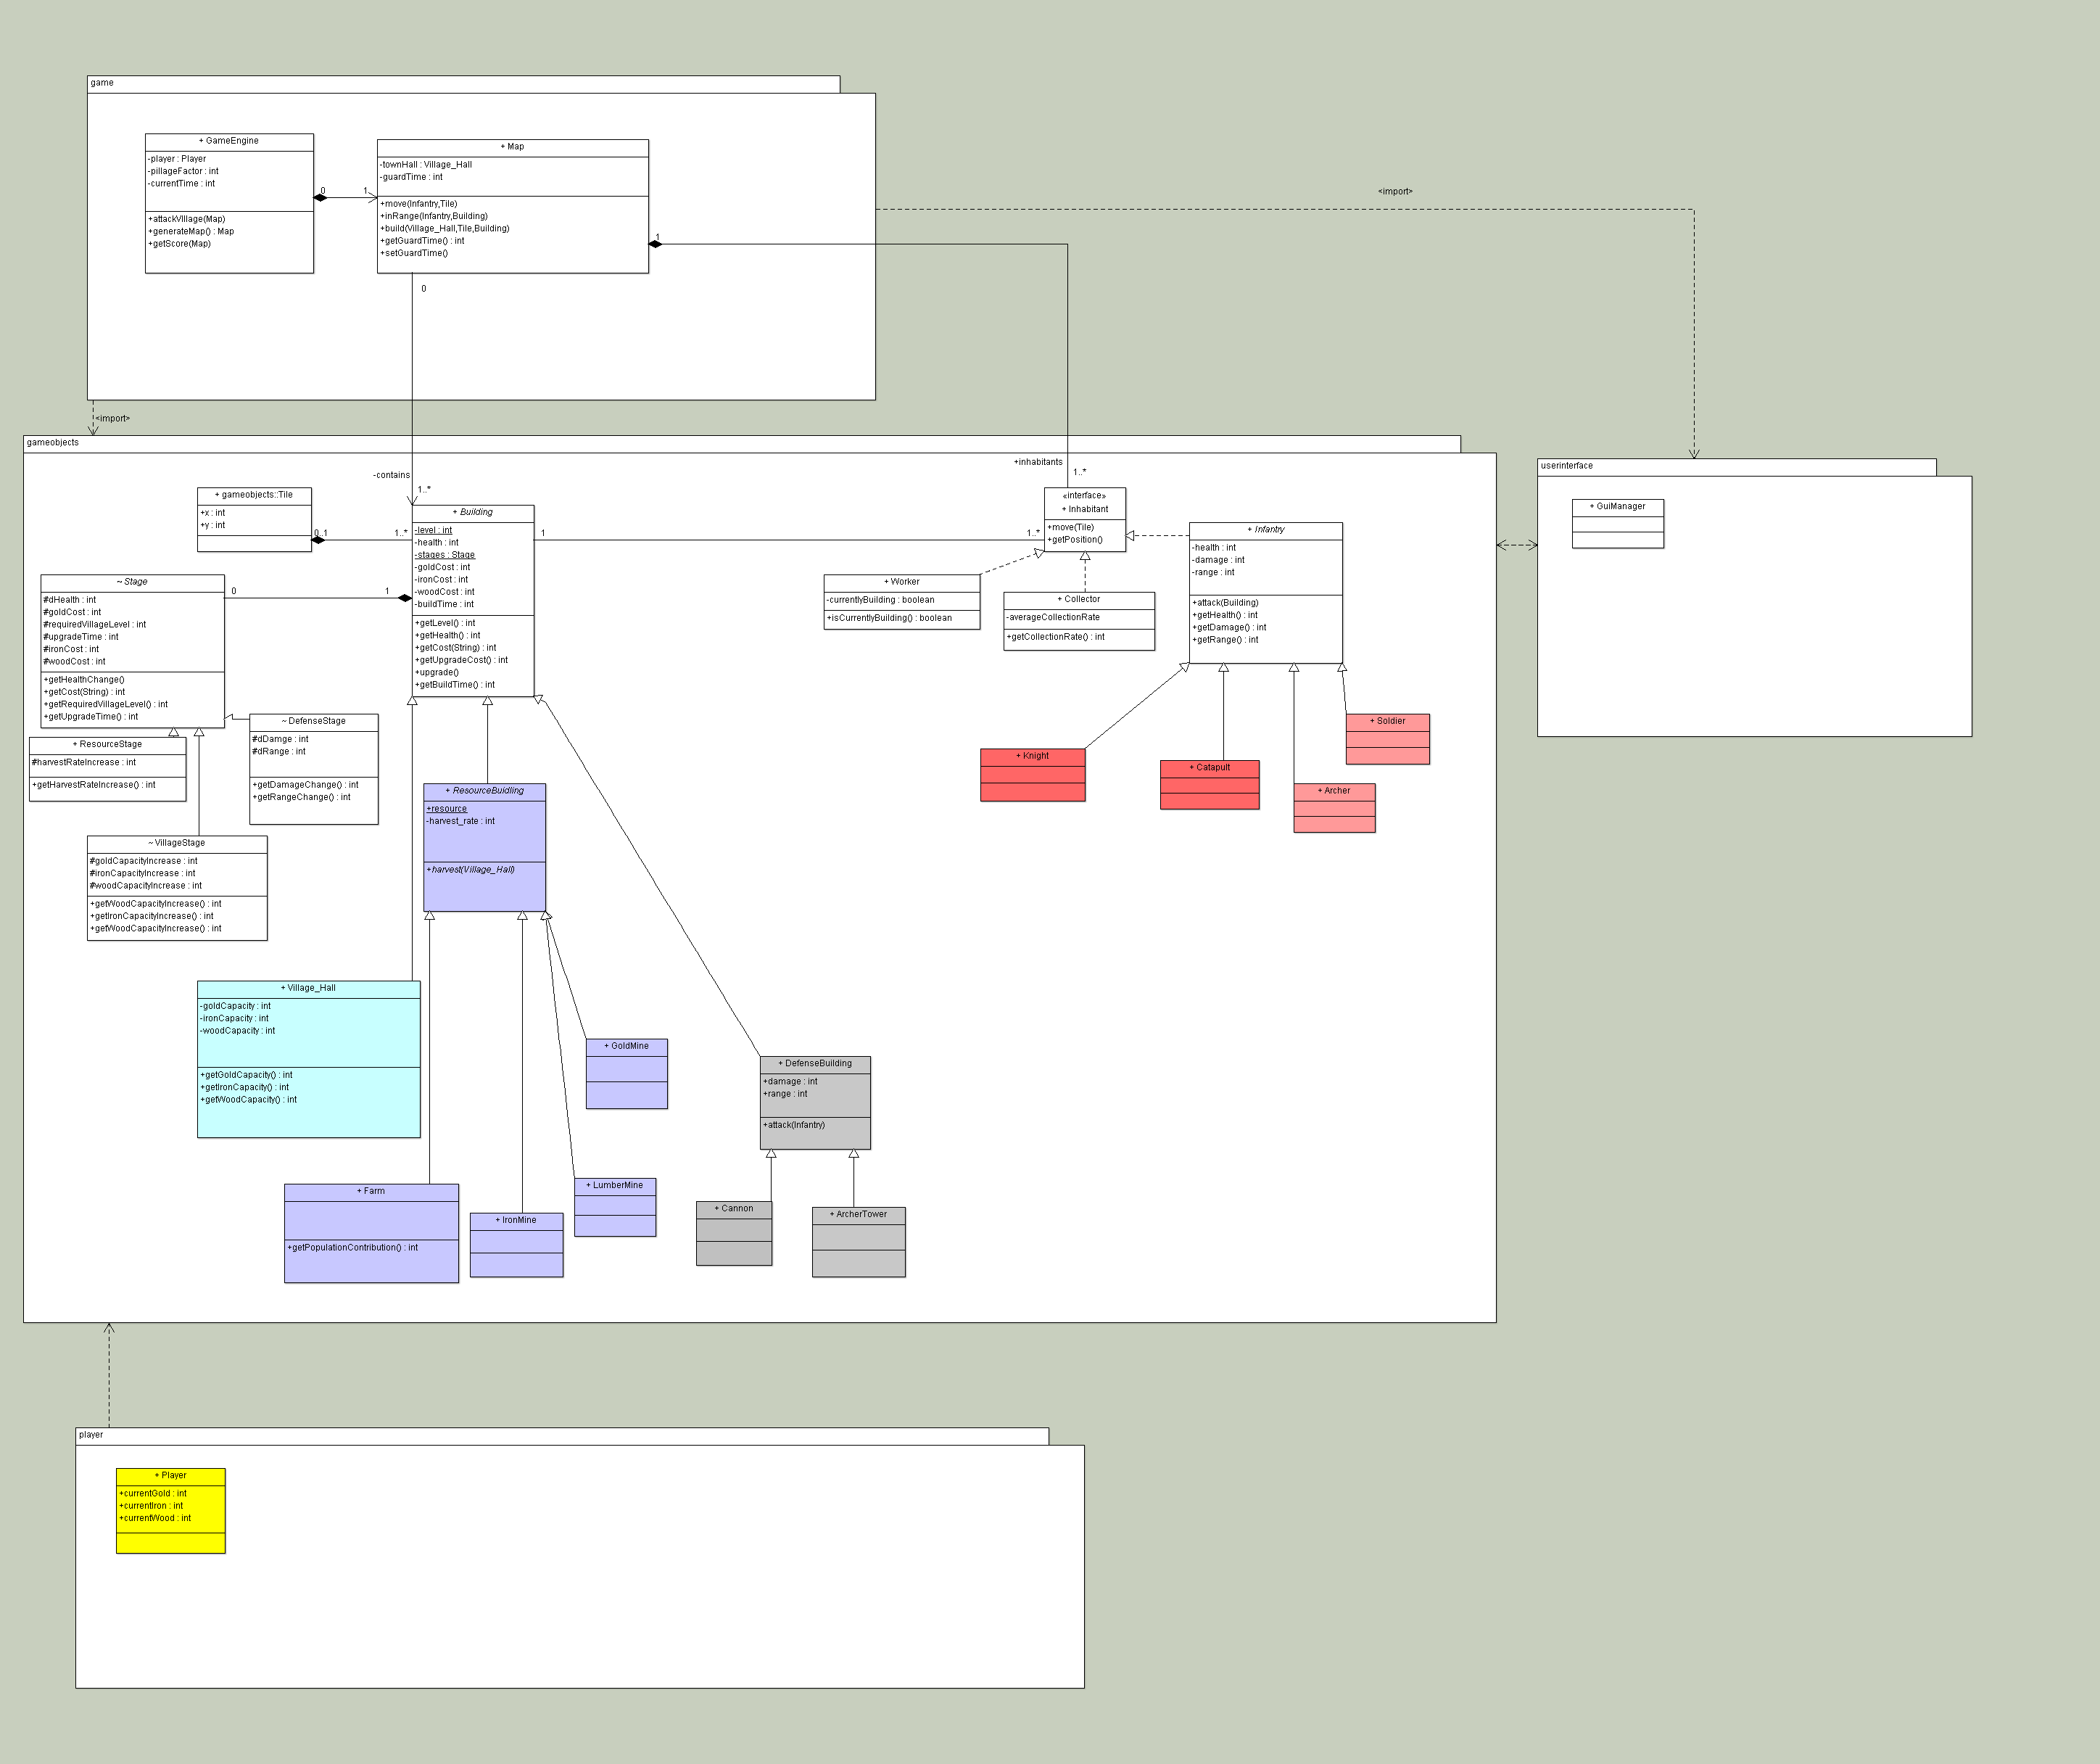 game
+ GameEngine
-player : Player
-pillageFactor : int
-currentTime : int
+attackVIllage(Map)
+generateMap() : Map
+getScore(Map)
0
1
+ Map
-townHall : Village_Hall
-guardTime : int
+move(Infantry,Tile)
+inRange(Infantry,Building)
+build(Village_Hall,Tile,Building)
+getGuardTime() : int
+setGuardTime()
1
0
<import>
<import>
gameobjects
-contains
1..*
+inhabitants
1..*
+ gameobjects::Tile
+x : int
+y : int
0..1
1..*
+ Building
-level : int
-health : int
-stages : Stage
-goldCost : int
-ironCost : int
-woodCost : int
-buildTime : int
+getLevel() : int
+getHealth() : int
+getCost(String) : int
+getUpgradeCost() : int
+upgrade()
+getBuildTime() : int
1
1..*
«interface»
+ Inhabitant
+move(Tile)
+getPosition()
+ Infantry
-health : int
-damage : int
-range : int
+attack(Building)
+getHealth() : int
+getDamage() : int
+getRange() : int
~ Stage
#dHealth : int
#goldCost : int
#requiredVillageLevel : int
#upgradeTime : int
#ironCost : int
#woodCost : int
+getHealthChange()
+getCost(String) : int
+getRequiredVillageLevel() : int
+getUpgradeTime() : int
0
1
+ Worker
-currentlyBuilding : boolean
+isCurrentlyBuilding() : boolean
+ Collector
-averageCollectionRate
+getCollectionRate() : int
~ DefenseStage
#dDamge : int
#dRange : int
+getDamageChange() : int
+getRangeChange() : int
+ ResourceStage
#harvestRateIncrease : int
+getHarvestRateIncrease() : int
~ VillageStage
#goldCapacityIncrease : int
#ironCapacityIncrease : int
#woodCapacityIncrease : int
+getWoodCapacityIncrease() : int
+getIronCapacityIncrease() : int
+getWoodCapacityIncrease() : int
+ ResourceBuidling
+resource
-harvest_rate : int
+harvest(Village_Hall)
+ Knight
+ Catapult
+ Soldier
+ Archer
+ Village_Hall
-goldCapacity : int
-ironCapacity : int
-woodCapacity : int
+getGoldCapacity() : int
+getIronCapacity() : int
+getWoodCapacity() : int
+ GoldMine
+ DefenseBuilding
+damage : int
+range : int
+attack(Infantry)
+ Farm
+getPopulationContribution() : int
+ IronMine
+ LumberMine
+ Cannon
+ ArcherTower
userinterface
+ GuiManager
player
+ Player
+currentGold : int
+currentIron : int
+currentWood : int